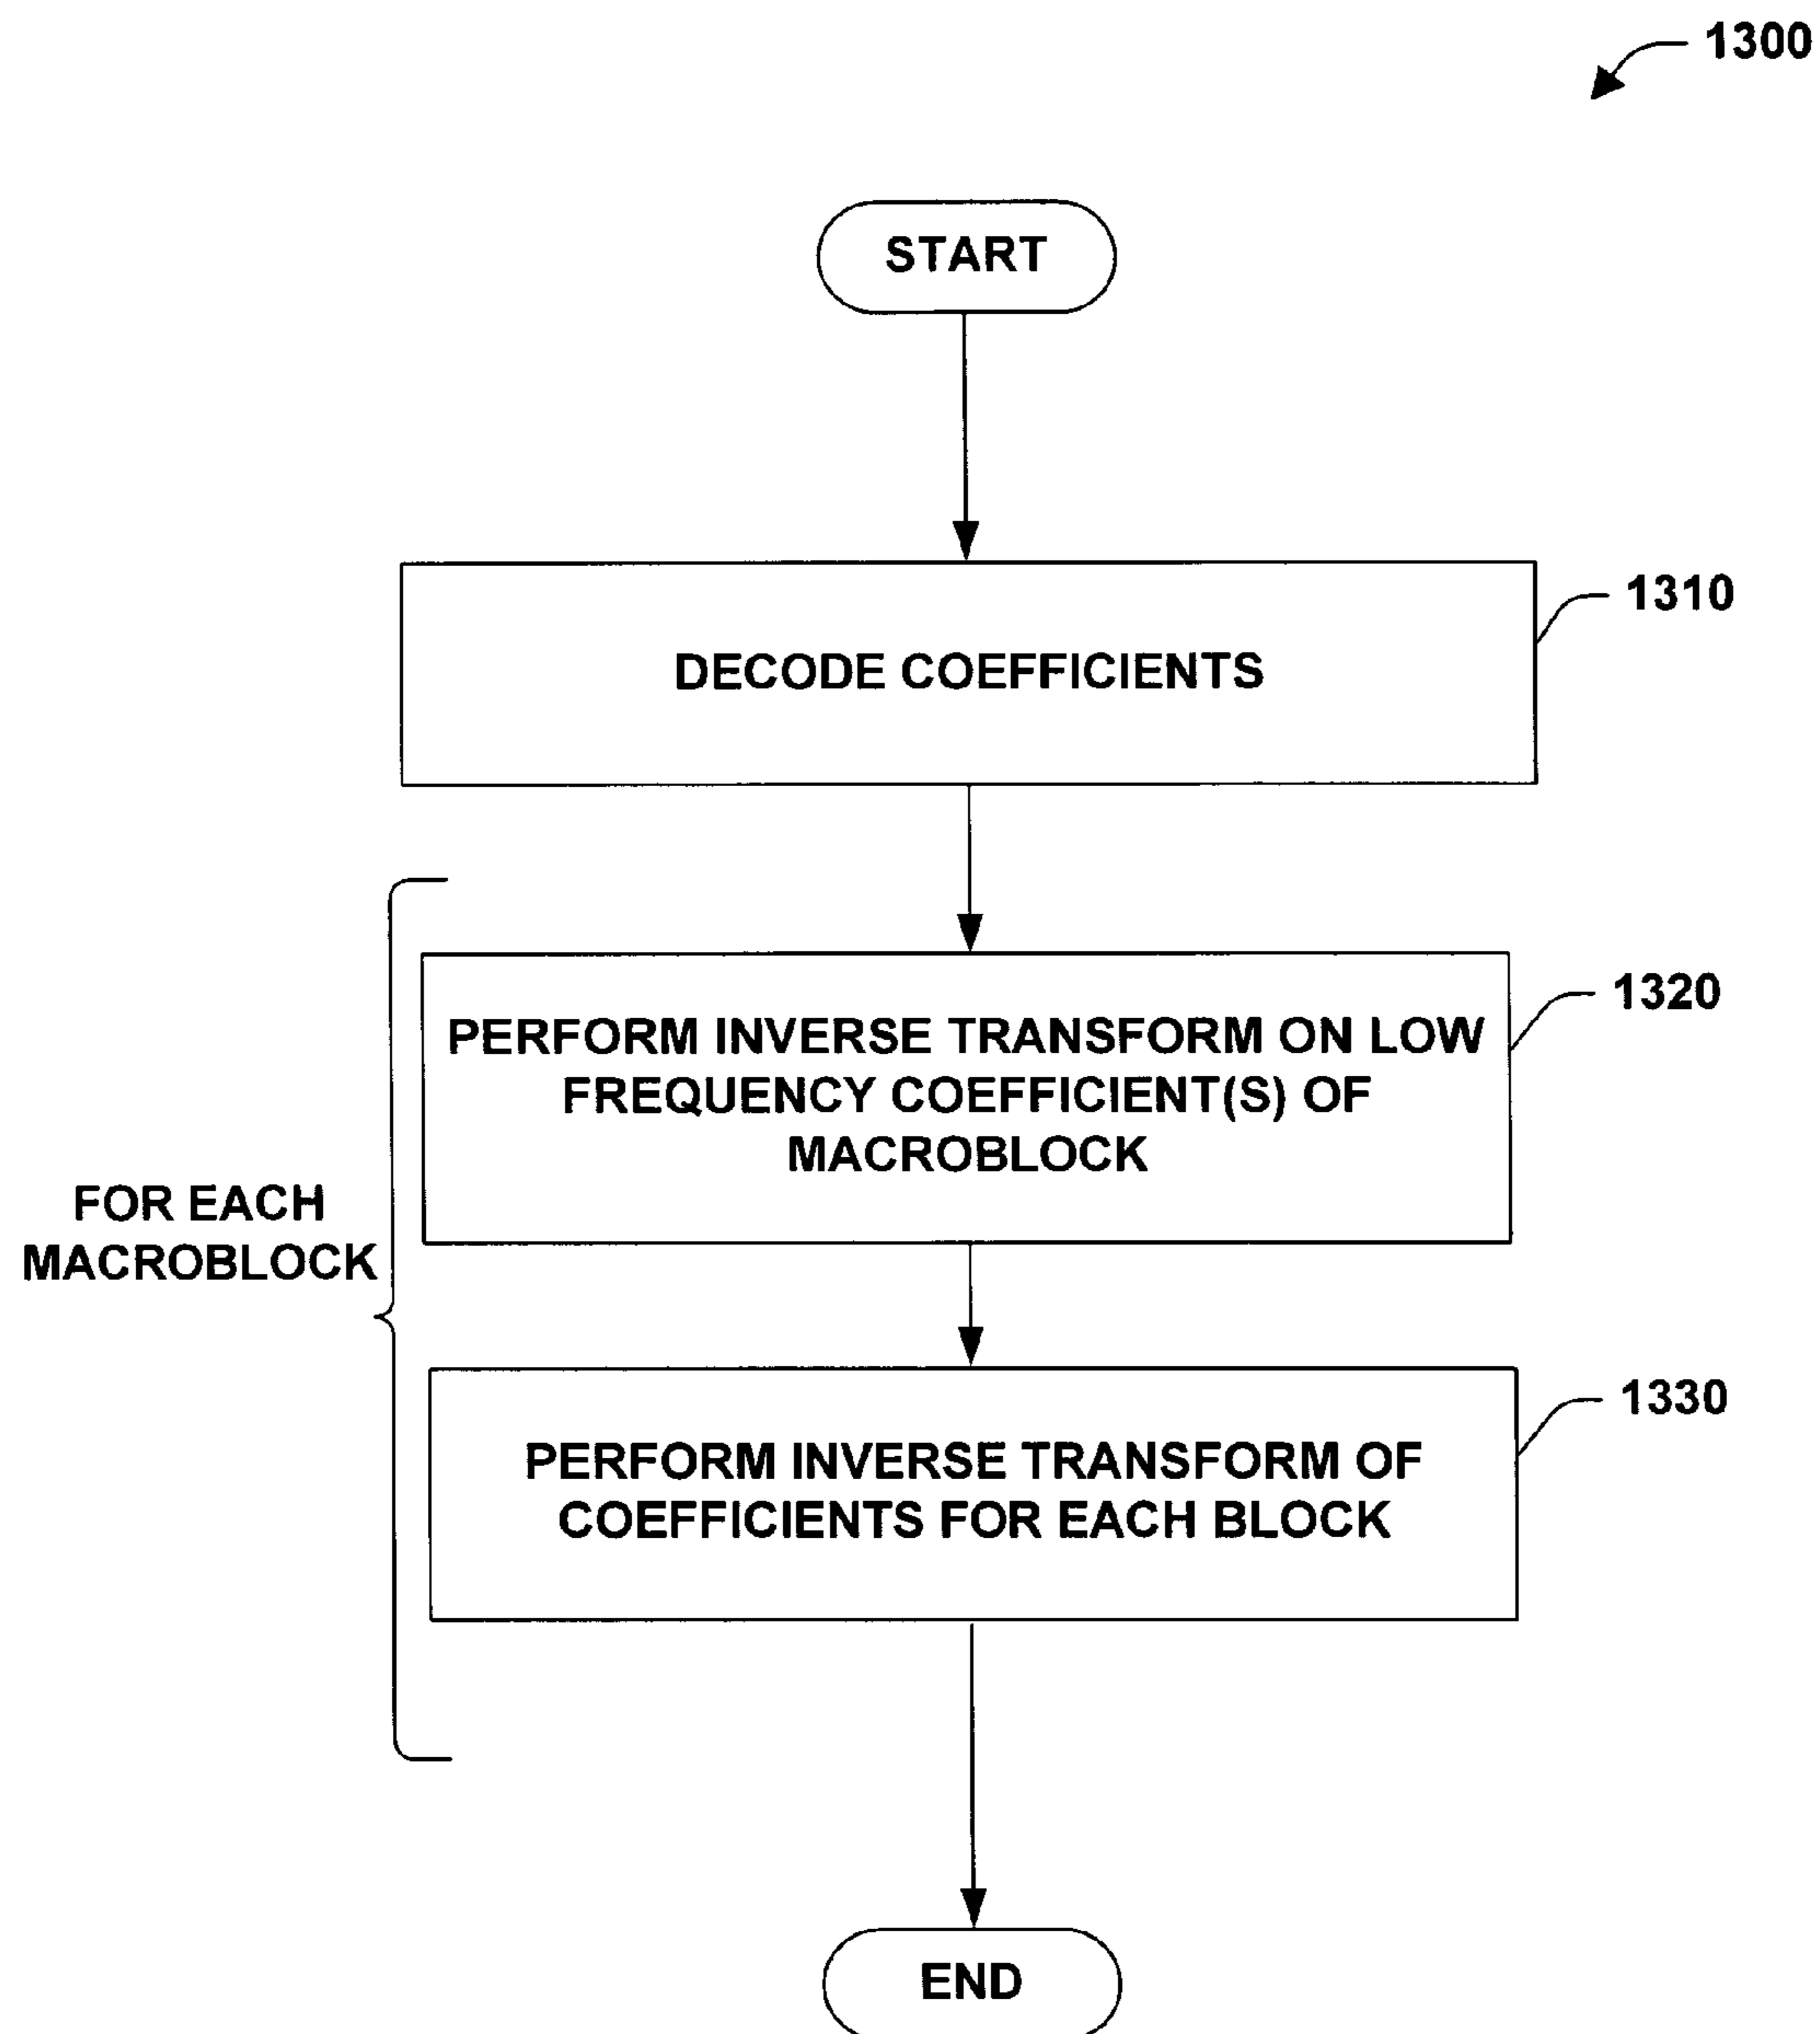 1300
START
DECODE COEFFICIENTS
1310
PERFORM INVERSE TRANSFORM ON LOW
FREQUENCY COEFFICIENT(S) OF
MACROBLOCK
1320
FOR EACH
MACROBLOCK
PERFORM INVERSE TRANSFORM OF
COEFFICIENTS FOR EACH BLOCK
1330
END